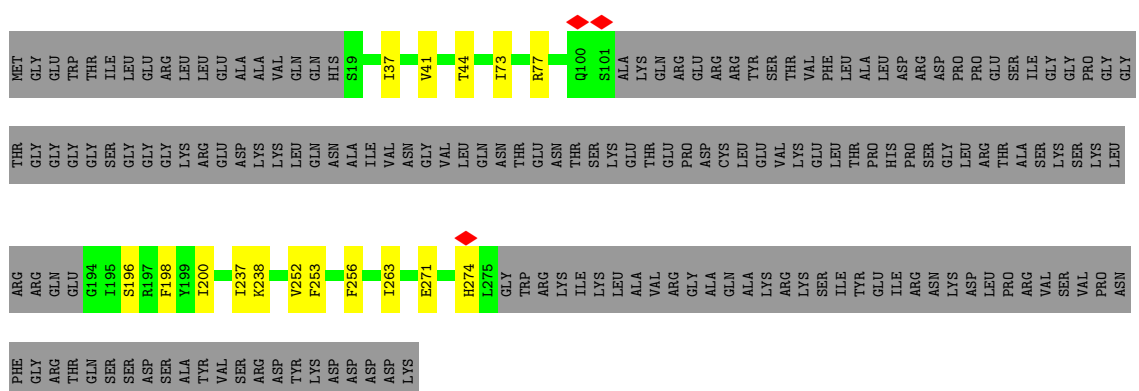 MET GLY GLU TRP THR ILE LEU GLU ARG LEU LEU GLU ALA ALA VAL GLN GLN HIS S19 I37 V41 T44 I73 R77 Q100 S101 ALA LYS GLN ARG GLU ARG ARG TYR SER THR VAL PHE LEU ALA LEU ASP ARG ASP PRO PRO GLU SER ILE GLY GLY PRO GLY GLY
THR GLY GLY GLY GLY SER GLY GLY GLY LYS ARG GLU ASP LYS LYS LEU GLN ASN ALA ILE VAL ASN GLY VAL LEU GLN ASN THR GLU ASN THR SER LYS GLU THR GLU PRO ASP CYS LEU GLU VAL LYS GLU LEU THR PRO HIS PRO SER GLY LEU ARG THR ALA SER LYS SER LYS LEU
ARG ARG GLN GLU G194 I195 S196 R197 F198 Y199 I200 I237 K238 V252 F253 F256 I263 E271 H274 L275 GLY TRP ARG LYS ILE LYS LEU ALA VAL ARG GLY ALA GLN ALA LYS ARG LYS SER ILE TYR GLU ILE ARG ASN LYS ASP LEU PRO ARG VAL SER VAL PRO ASN
PHE GLY ARG THR GLN SER SER ASP SER ALA TYR VAL SER ARG ASP TYR LYS ASP ASP ASP ASP LYS